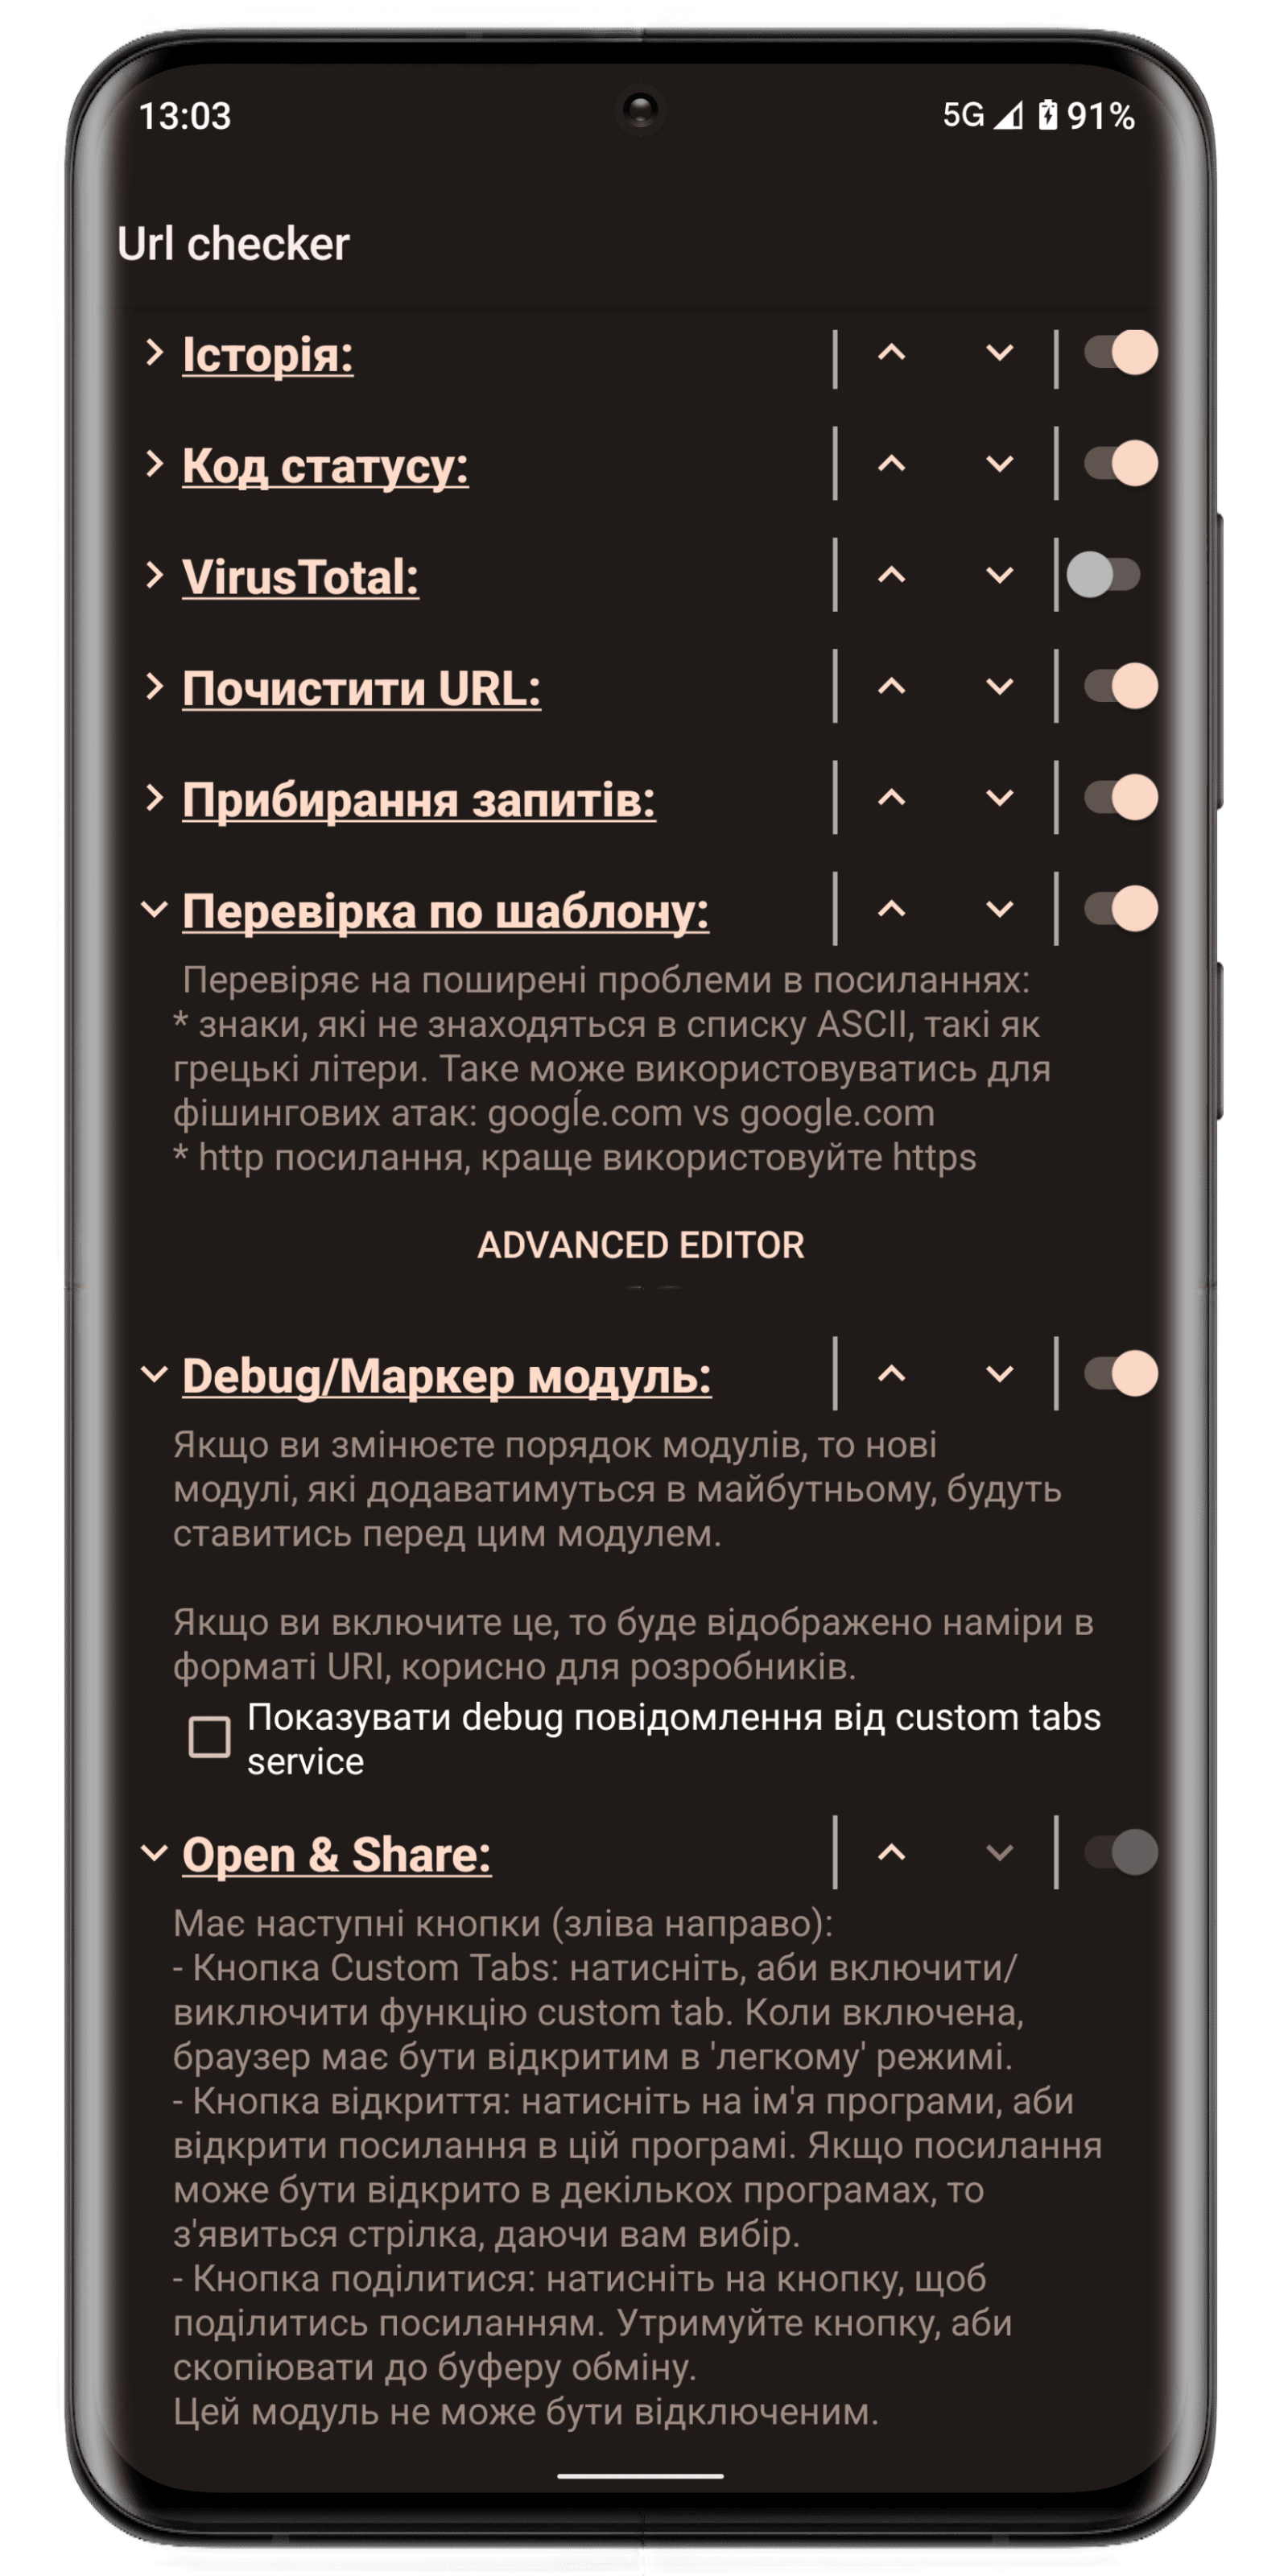 13:03 5G 91%
Url checker
Історія:
Код статусу:
VirusTotal:
Почистити URL:
Прибирання запитів:
Перевірка по шаблону:
Перевіряє на поширені проблеми в посиланнях:
* знаки, які не знаходяться в списку ASCII, такі як
грецькі літери. Таке може використовуватись для
фішингових атак: googĺe.com vs google.com
* http посилання, краще використовуйте https
ADVANCED EDITOR
Debug/Маркер модуль:
Якщо ви змінюєте порядок модулів, то нові
модулі, які додаватимуться в майбутньому, будуть
ставитись перед цим модулем.
Якщо ви включите це, то буде відображено наміри в
форматі URI, корисно для розробників.
Показувати debug повідомлення від custom tabs
service
Open & Share:
Має наступні кнопки (зліва направо):
- Кнопка Custom Tabs: натисніть, аби включити/
виключити функцію custom tab. Коли включена,
браузер має бути відкритим в 'легкому' режимі.
- Кнопка відкриття: натисніть на ім'я програми, аби
відкрити посилання в цій програмі. Якщо посилання
може бути відкрито в декількох програмах, то
з'явиться стрілка, даючи вам вибір.
- Кнопка поділитися: натисніть на кнопку, щоб
поділитись посиланням. Утримуйте кнопку, аби
скопіювати до буферу обміну.
Цей модуль не може бути відключеним.